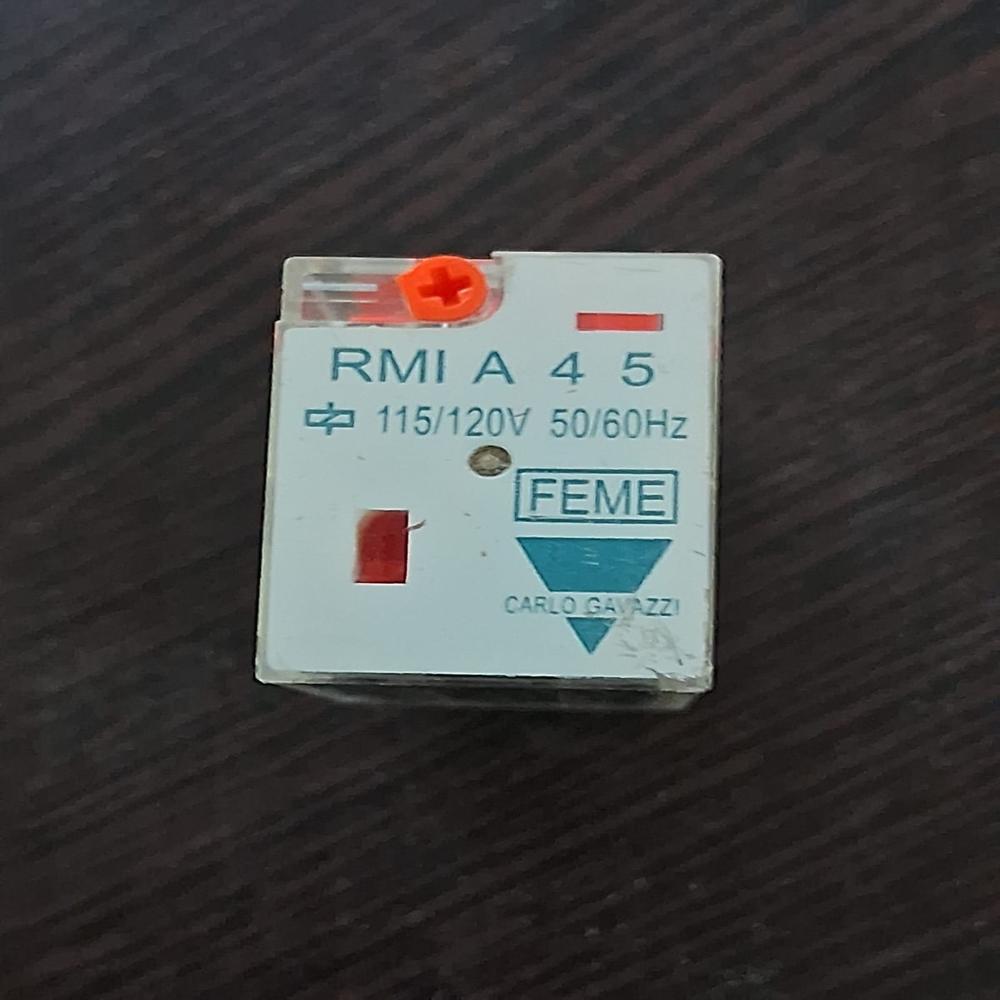 RMI A 4 5
115/120V 50/60Hz
FEME
CARLO GAVAZZI